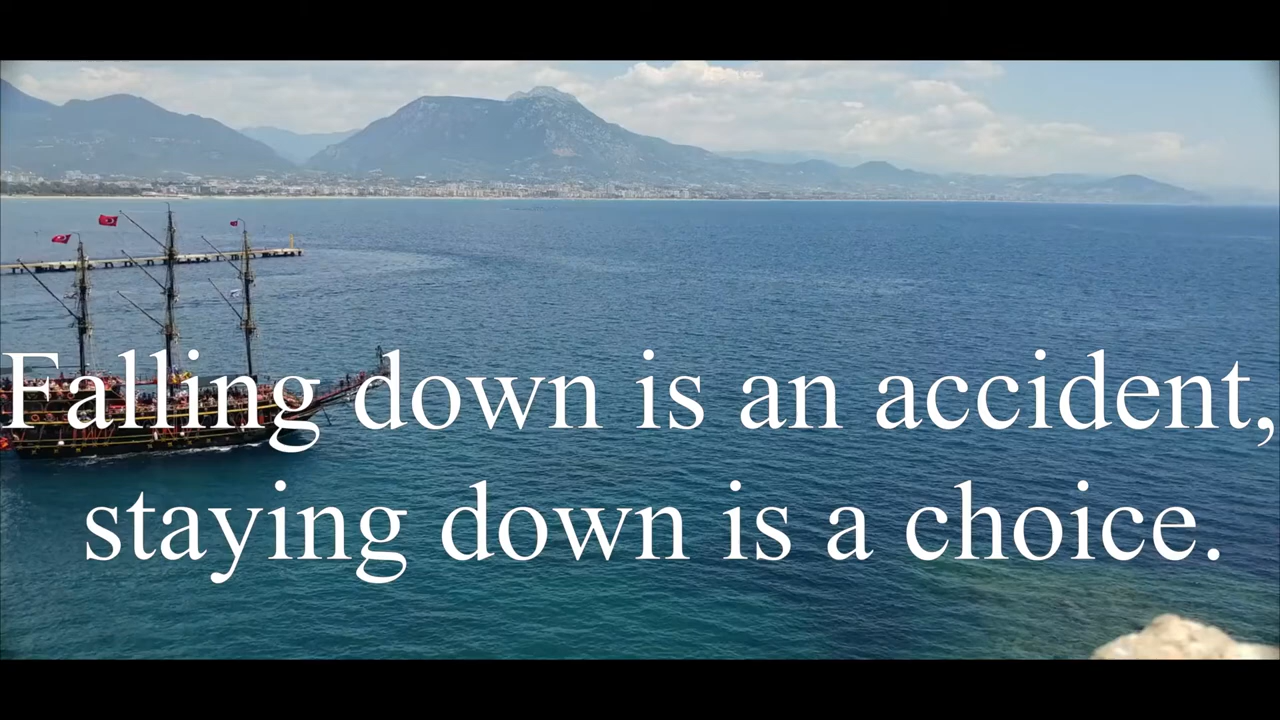 Falling down is an accident,
staying down is a choice.